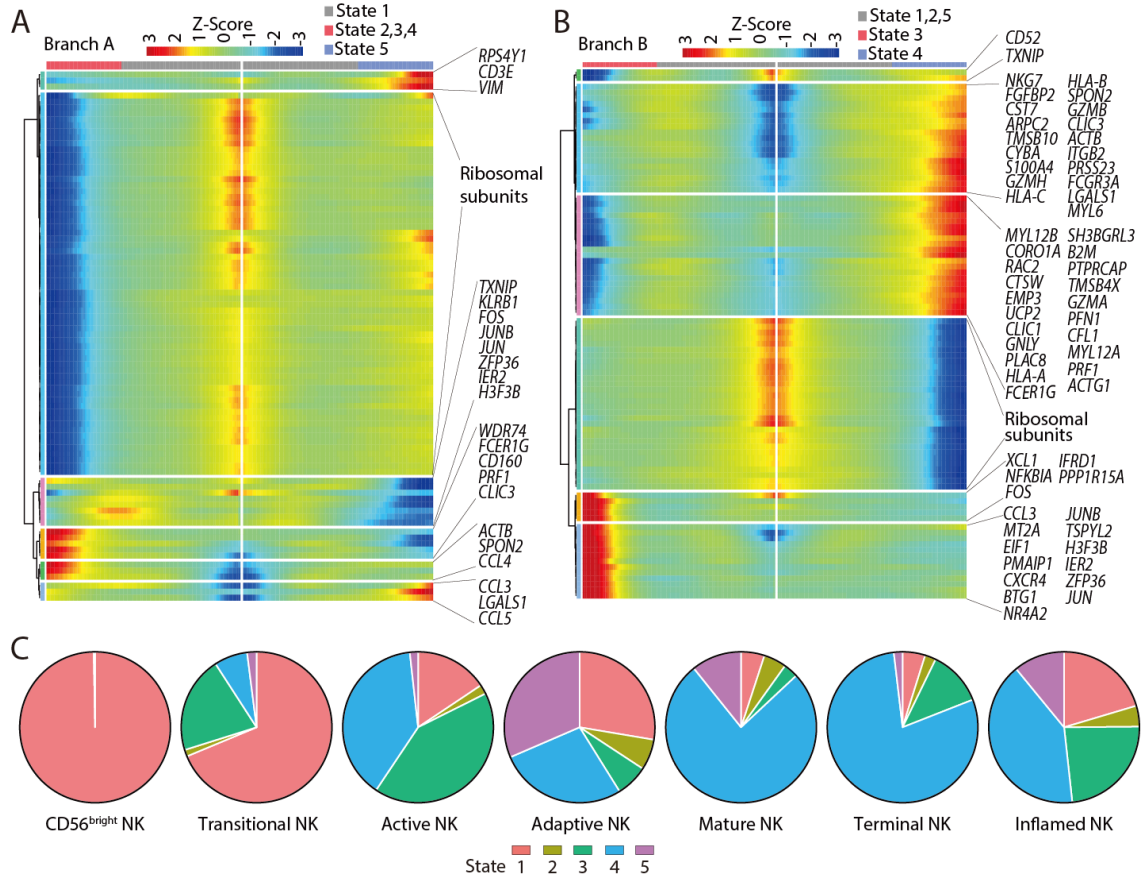 A
Branch A
Z-Score
3 2 1 0 -1 -2 -3
State 1
State 2,3,4
State 5
RPS4Y1
CD3E
VIM
Ribosomal
subunits
TXNIP
KLRB1
FOS
JUNB
JUN
ZFP36
IER2
H3F3B
WDR74
FCER1G
CD160
PRF1
CLIC3
ACTB
SPON2
CCL4
CCL3
LGALS1
CCL5
B
Branch B
Z-Score
3 2 1 0 -1 -2 -3
State 1,2,5
State 3
State 4
CD52
TXNIP
NKG7 HLA-B
FGFBP2 SPON2
CST7 GZMB
ARPC2 CLIC3
TMSB10 ACTB
CYBA ITGB2
S100A4 PRSS23
GZMH FCGR3A
HLA-C LGALS1
MYL6
MYL12B SH3BGRL3
CORO1A B2M
RAC2 PTPRCAP
CTSW TMSB4X
EMP3 GZMA
UCP2 PFN1
CLIC1 CFL1
GNLY MYL12A
PLAC8 PRF1
HLA-A ACTG1
FCER1G
Ribosomal
subunits
XCL1 IFRD1
NFKBIA PPP1R15A
FOS
CCL3 JUNB
MT2A TSPYL2
EIF1 H3F3B
PMAIP1 IER2
CXCR4 ZFP36
BTG1 JUN
NR4A2
C
CD56bright NK
Transitional NK
Active NK
Adaptive NK
Mature NK
Terminal NK
Inflamed NK
State 1 2 3 4 5